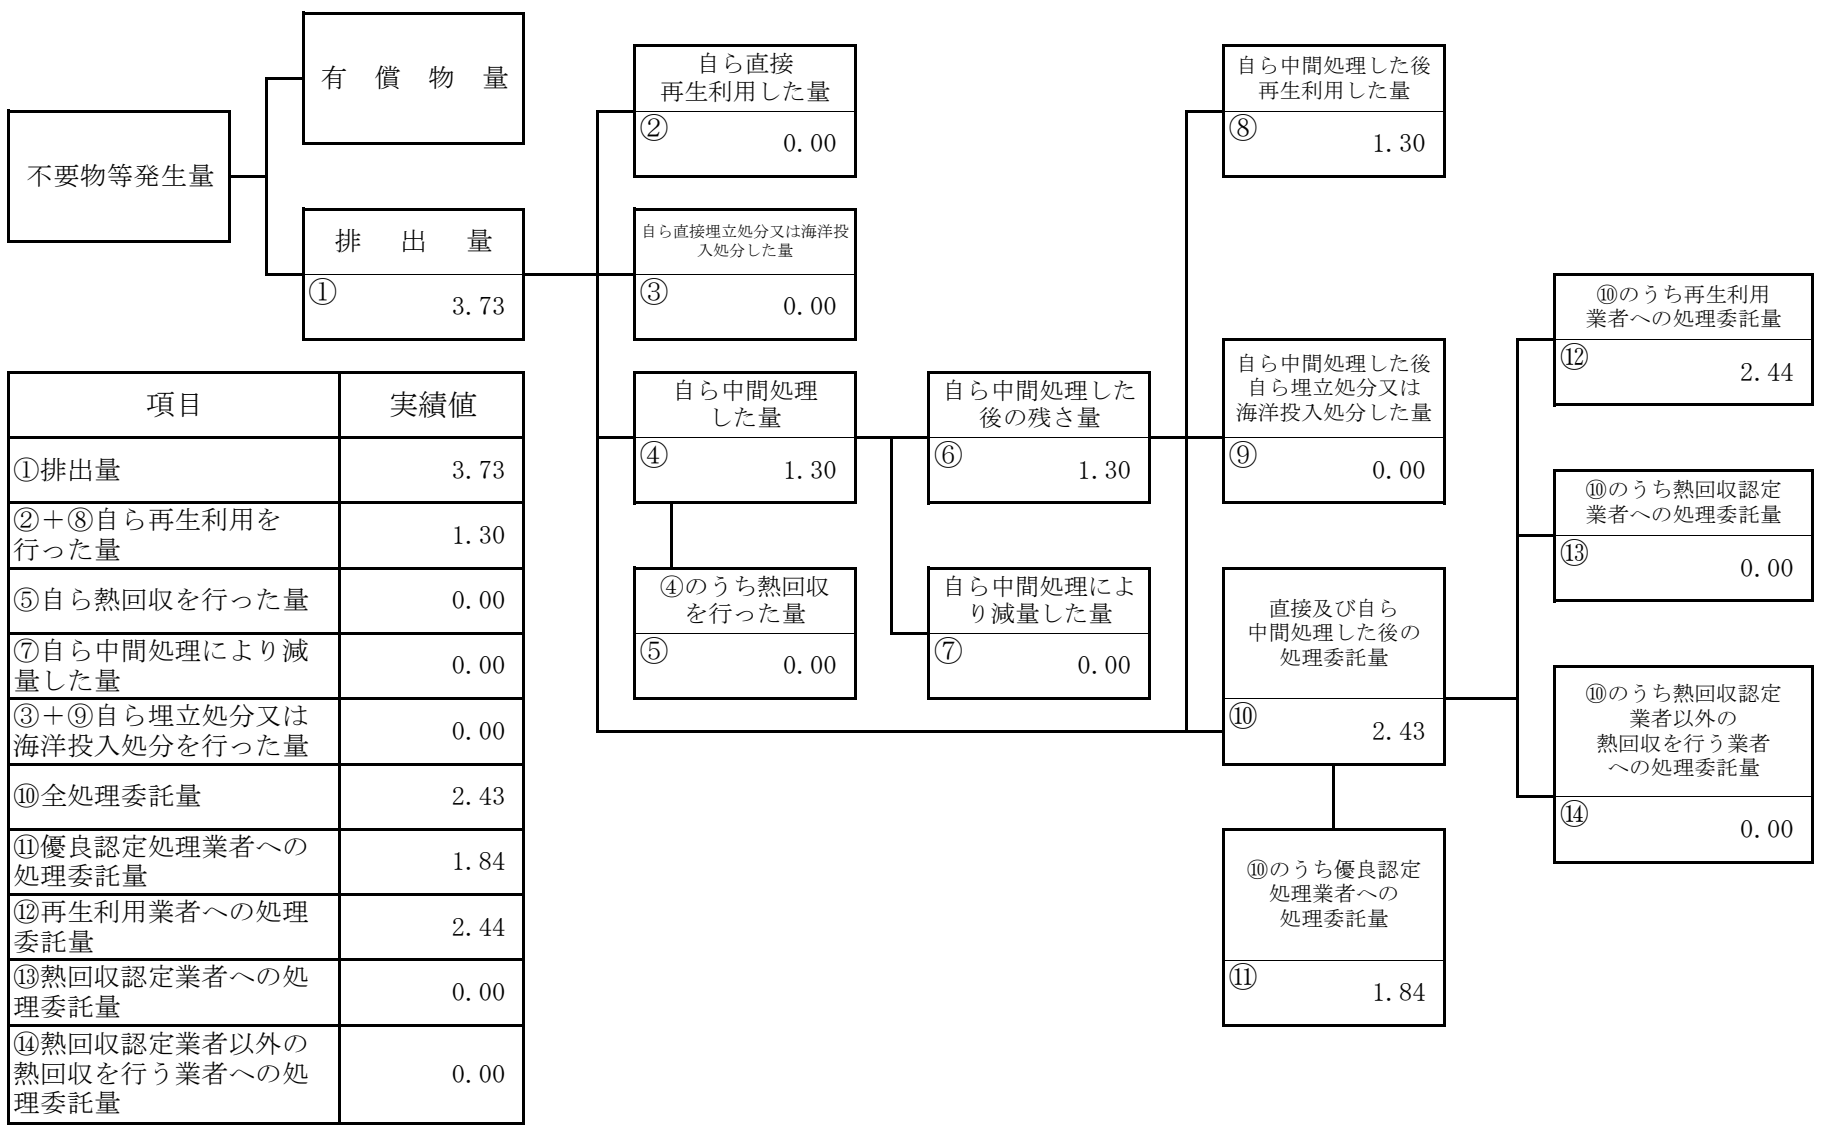 有償物量
不要物等発生量
排出量
①
3.73
自ら直接
再生利用した量
②
0.00
自ら直接埋立処分又は海洋投
入処分した量
③
0.00
自ら中間処理
した量
④
1.30
④のうち熱回収
を行った量
⑤
0.00
自ら中間処理した
後の残さ量
⑥
1.30
自ら中間処理によ
り減量した量
⑦
0.00
自ら中間処理した後
再生利用した量
⑧
1.30
自ら中間処理した後
自ら埋立処分又は
海洋投入処分した量
⑨
0.00
直接及び自ら
中間処理した後の
処理委託量
⑩
2.43
⑩のうち優良認定
処理業者への
処理委託量
⑪
1.84
⑩のうち再生利用
業者への処理委託量
⑫
2.44
⑩のうち熱回収認定
業者への処理委託量
⑬
0.00
⑩のうち熱回収認定
業者以外の
熱回収を行う業者
への処理委託量
⑭
0.00
項目 実績値
①排出量 3.73
②＋⑧自ら再生利用を
行った量 1.30
⑤自ら熱回収を行った量 0.00
⑦自ら中間処理により減
量した量 0.00
③＋⑨自ら埋立処分又は
海洋投入処分を行った量 0.00
⑩全処理委託量 2.43
⑪優良認定処理業者への
処理委託量 1.84
⑫再生利用業者への処理
委託量 2.44
⑬熱回収認定業者への処
理委託量 0.00
⑭熱回収認定業者以外の
熱回収を行う業者への処
理委託量 0.00